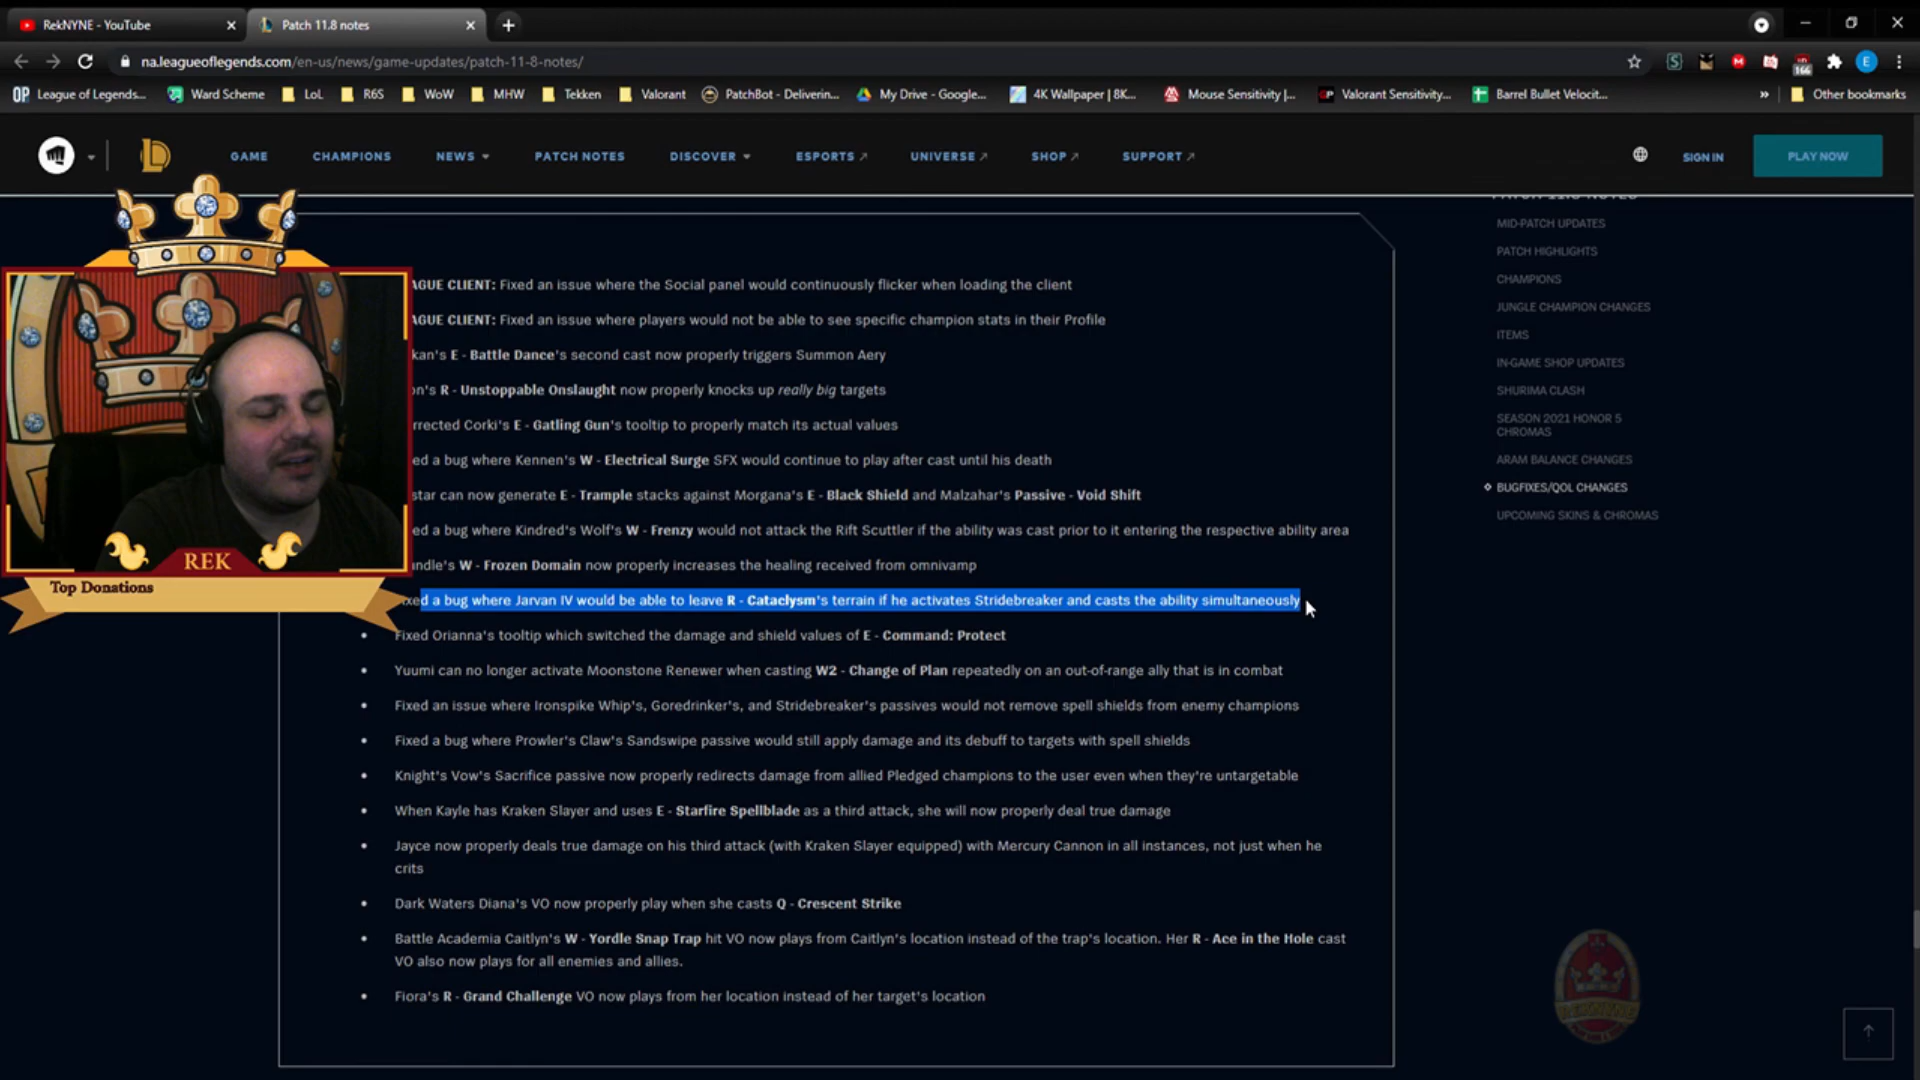 RekNYNE - YouTube
Patch 11.8 notes
na.leagueoflegends.com/en-us/news/game-updates/patch-11-8-notes/
166
E
OP League of Legends...
Ward Scheme
LoL
R6S
WoW
MHW
Tekken
Valorant
PatchBot - Deliverin...
My Drive - Google...
4K Wallpaper | 8K...
Mouse Sensitivity |...
Valorant Sensitivity...
Barrel Bullet Velocit...
»
Other bookmarks
GAME
CHAMPIONS
NEWS
PATCH NOTES
DISCOVER
ESPORTS
UNIVERSE
SHOP
SUPPORT
SIGN IN
PLAY NOW
PATCH 11.8 NOTES
MID-PATCH UPDATES
PATCH HIGHLIGHTS
CHAMPIONS
JUNGLE CHAMPION CHANGES
ITEMS
IN-GAME SHOP UPDATES
SHURIMA CLASH
SEASON 2021 HONOR 5
CHROMAS
ARAM BALANCE CHANGES
BUGFIXES/QOL CHANGES
UPCOMING SKINS & CHROMAS
AGUE CLIENT: Fixed an issue where the Social panel would continuously flicker when loading the client
AGUE CLIENT: Fixed an issue where players would not be able to see specific champion stats in their Profile
kan's E - Battle Dance's second cast now properly triggers Summon Aery
on's R - Unstoppable Onslaught now properly knocks up really big targets
rrected Corki's E - Gatling Gun's tooltip to properly match its actual values
ed a bug where Kennen's W - Electrical Surge SFX would continue to play after cast until his death
star can now generate E - Trample stacks against Morgana's E - Black Shield and Malzahar's Passive - Void Shift
ed a bug where Kindred's Wolf's W - Frenzy would not attack the Rift Scuttler if the ability was cast prior to it entering the respective ability area
ndle's W - Frozen Domain now properly increases the healing received from omnivamp
ixed a bug where Jarvan IV would be able to leave R - Cataclysm's terrain if he activates Stridebreaker and casts the ability simultaneously
Fixed Orianna's tooltip which switched the damage and shield values of E - Command: Protect
Yuumi can no longer activate Moonstone Renewer when casting W2 - Change of Plan repeatedly on an out-of-range ally that is in combat
Fixed an issue where Ironspike Whip's, Goredrinker's, and Stridebreaker's passives would not remove spell shields from enemy champions
Fixed a bug where Prowler's Claw's Sandswipe passive would still apply damage and its debuff to targets with spell shields
Knight's Vow's Sacrifice passive now properly redirects damage from allied Pledged champions to the user even when they're untargetable
When Kayle has Kraken Slayer and uses E - Starfire Spellblade as a third attack, she will now properly deal true damage
Jayce now properly deals true damage on his third attack (with Kraken Slayer equipped) with Mercury Cannon in all instances, not just when he
crits
Dark Waters Diana's VO now properly play when she casts Q - Crescent Strike
Battle Academia Caitlyn's W - Yordle Snap Trap hit VO now plays from Caitlyn's location instead of the trap's location. Her R - Ace in the Hole cast
VO also now plays for all enemies and allies.
Fiora's R - Grand Challenge VO now plays from her location instead of her target's location
REK
Top Donations